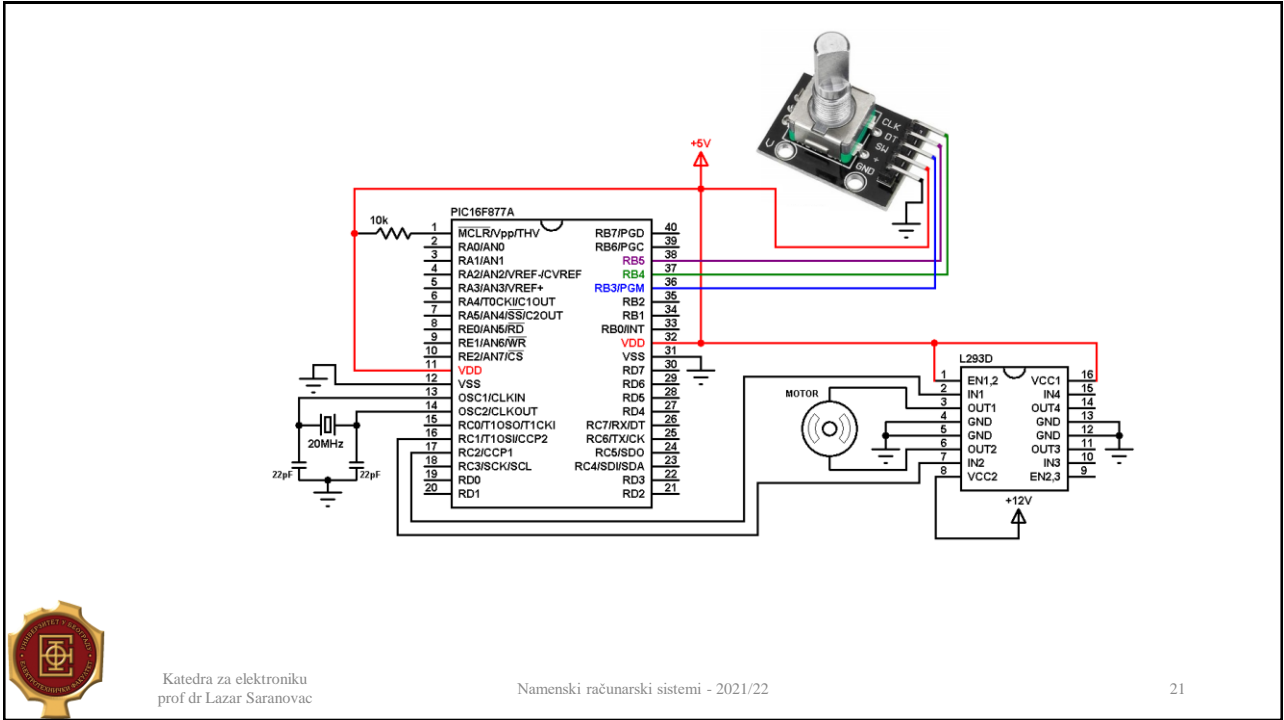 CLK
DT
SW
+
GND
+5V
10k
PIC16F877A
1 MCLR/Vpp/THV
2 RA0/AN0
3 RA1/AN1
4 RA2/AN2/VREF-/CVREF
5 RA3/AN3/VREF+
6 RA4/T0CKI/C1OUT
7 RA5/AN4/SS/C2OUT
8 RE0/AN5/RD
9 RE1/AN6/WR
10 RE2/AN7/CS
11 VDD
12 VSS
13 OSC1/CLKIN
14 OSC2/CLKOUT
15 RC0/T1OSO/T1CKI
16 RC1/T1OSI/CCP2
17 RC2/CCP1
18 RC3/SCK/SCL
19 RD0
20 RD1
RB7/PGD 40
RB6/PGC 39
RB5 38
RB4 37
RB3/PGM 36
RB2 35
RB1 34
RB0/INT 33
VDD 32
VSS 31
RD7 30
RD6 29
RD5 28
RD4 27
RC7/RX/DT 26
RC6/TX/CK 25
RC5/SDO 24
RC4/SDI/SDA 23
RD3 22
RD2 21
20MHz
22pF
22pF
MOTOR
L293D
1 EN1,2
2 IN1
3 OUT1
4 GND
5 GND
6 OUT2
7 IN2
8 VCC2
VCC1 16
IN4 15
OUT4 14
GND 13
GND 12
OUT3 11
IN3 10
EN2,3 9
+12V
УНИВЕРЗИТЕТ У БЕОГРАДУ
ЕЛЕКТРОТЕХНИЧКИ ФАКУЛТЕТ
Katedra za elektroniku
prof dr Lazar Saranovac
Namenski računarski sistemi - 2021/22
21